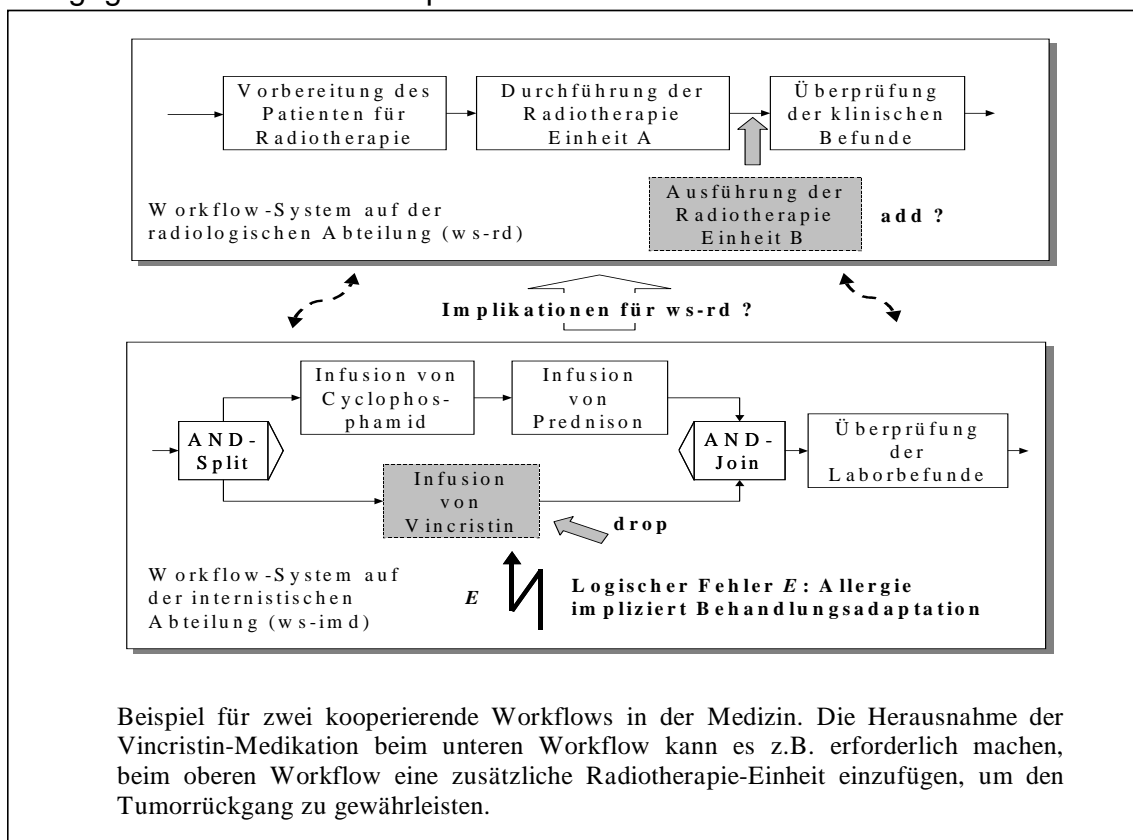 Vorbereitung des
Patienten für
Radiotherapie
Durchführung der
Radiotherapie
Einheit A
Überprüfung
der klinischen
Befunde
Ausführung der
Radiotherapie
Einheit B
add ?
Workflow-System auf der
radiologischen Abteilung (ws-rd)
Implikationen für ws-rd ?
Infusion von
Cyclophos-
phamid
Infusion
von
Prednison
AND-
Split
AND-
Join
Überprüfung
der
Laborbefunde
Infusion
von
Vincristin
drop
Workflow-System auf
der internistischen
Abteilung (ws-imd)
E
Logischer Fehler E: Allergie
impliziert Behandlungsadaptation
Beispiel für zwei kooperierende Workflows in der Medizin. Die Herausnahme der
Vincristin-Medikation beim unteren Workflow kann es z.B. erforderlich machen,
beim oberen Workflow eine zusätzliche Radiotherapie-Einheit einzufügen, um den
Tumorrückgang zu gewährleisten.